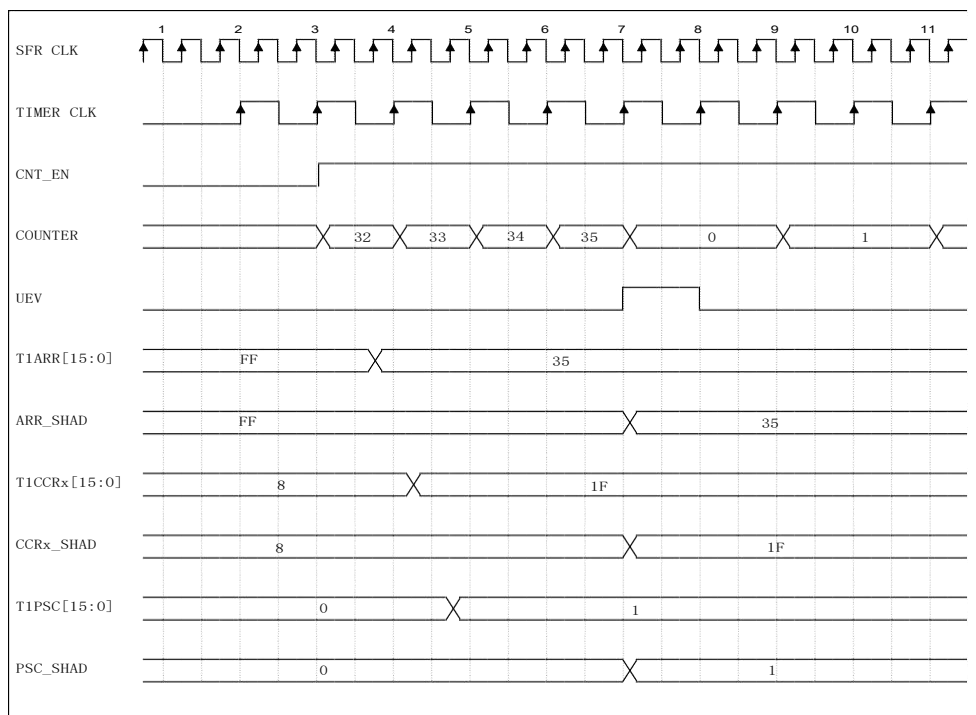 1 2 3 4 5 6 7 8 9 10 11
SFR CLK
TIMER CLK
CNT_EN
COUNTER 32 33 34 35 0 1
UEV
T1ARR[15:0] FF 35
ARR_SHAD FF 35
T1CCRx[15:0] 8 1F
CCRx_SHAD 8 1F
T1PSC[15:0] 0 1
PSC_SHAD 0 1